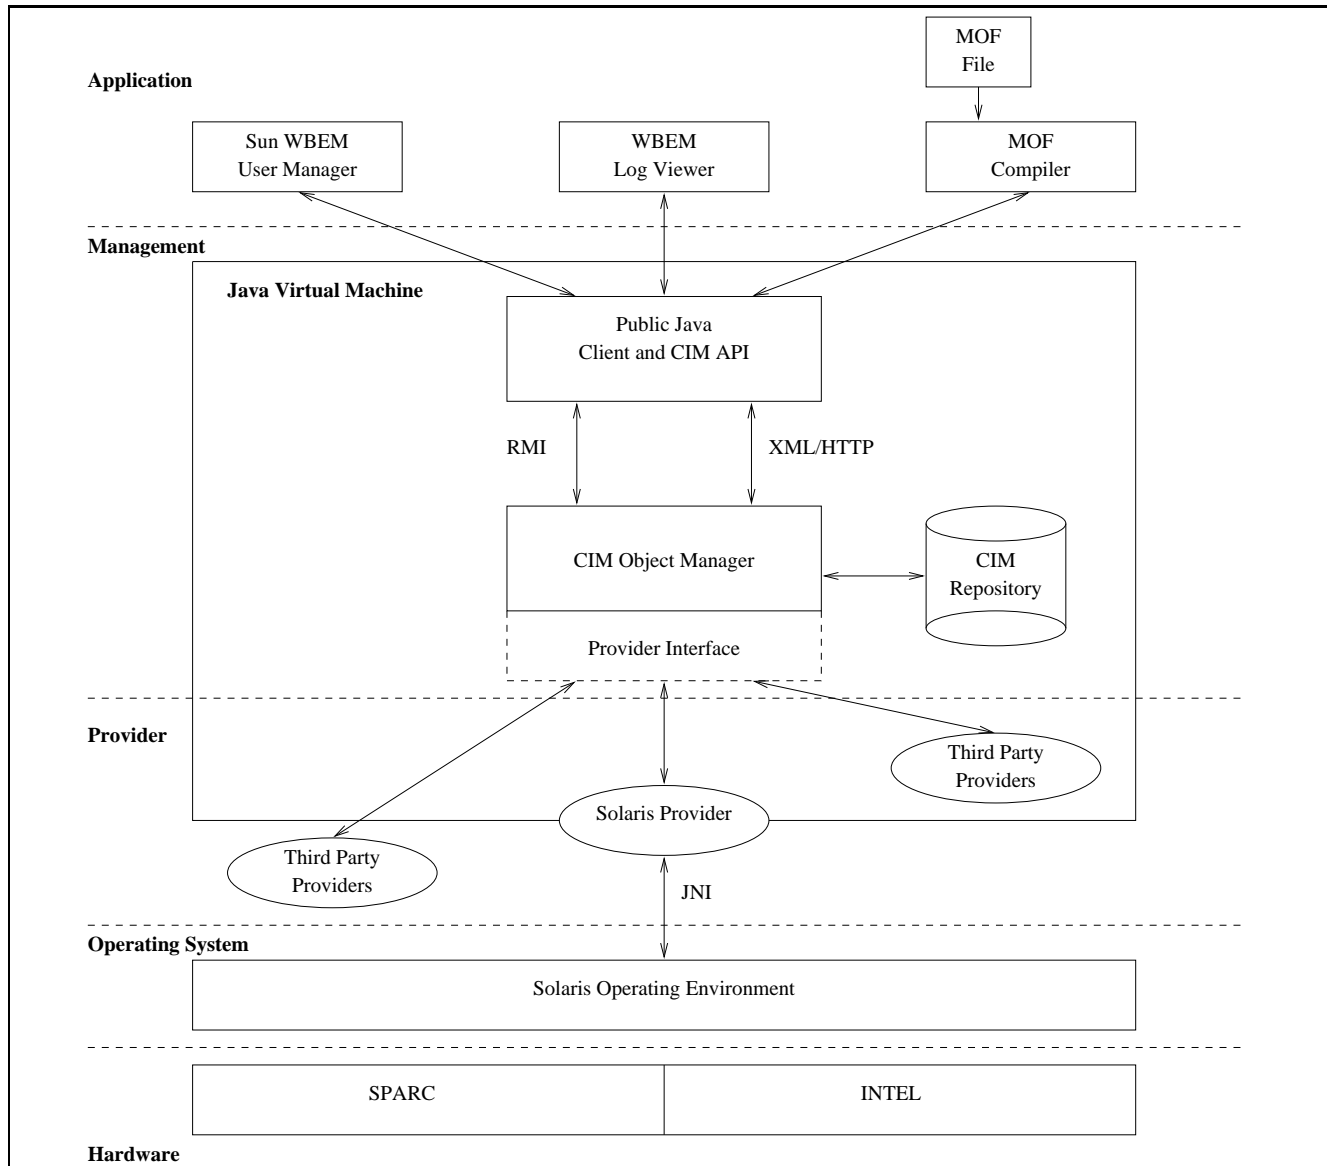 MOF
File
Application
Sun WBEM
User Manager
WBEM
Log Viewer
MOF
Compiler
Management
Java Virtual Machine
Public Java
Client and CIM API
RMI
XML/HTTP
CIM Object Manager
CIM
Repository
Provider Interface
Provider
Third Party
Providers
Solaris Provider
Third Party
Providers
JNI
Operating System
Solaris Operating Environment
SPARC
INTEL
Hardware